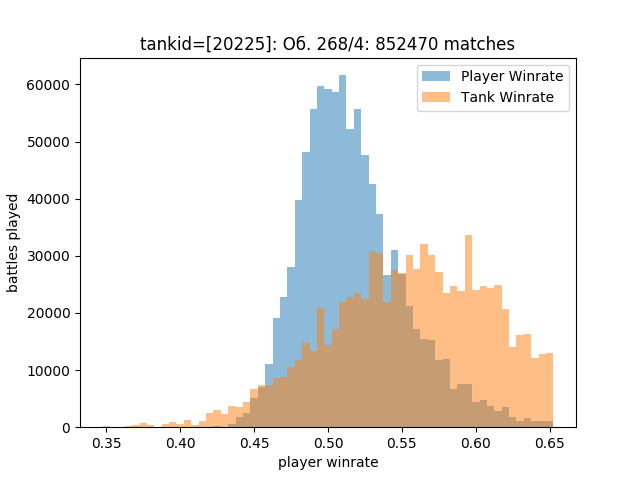 tankid=[20225]: Об. 268/4: 852470 matches
Player Winrate
Tank Winrate
battles played
60000
50000
40000
30000
20000
10000
0
0.35 0.40 0.45 0.50 0.55 0.60 0.65
player winrate